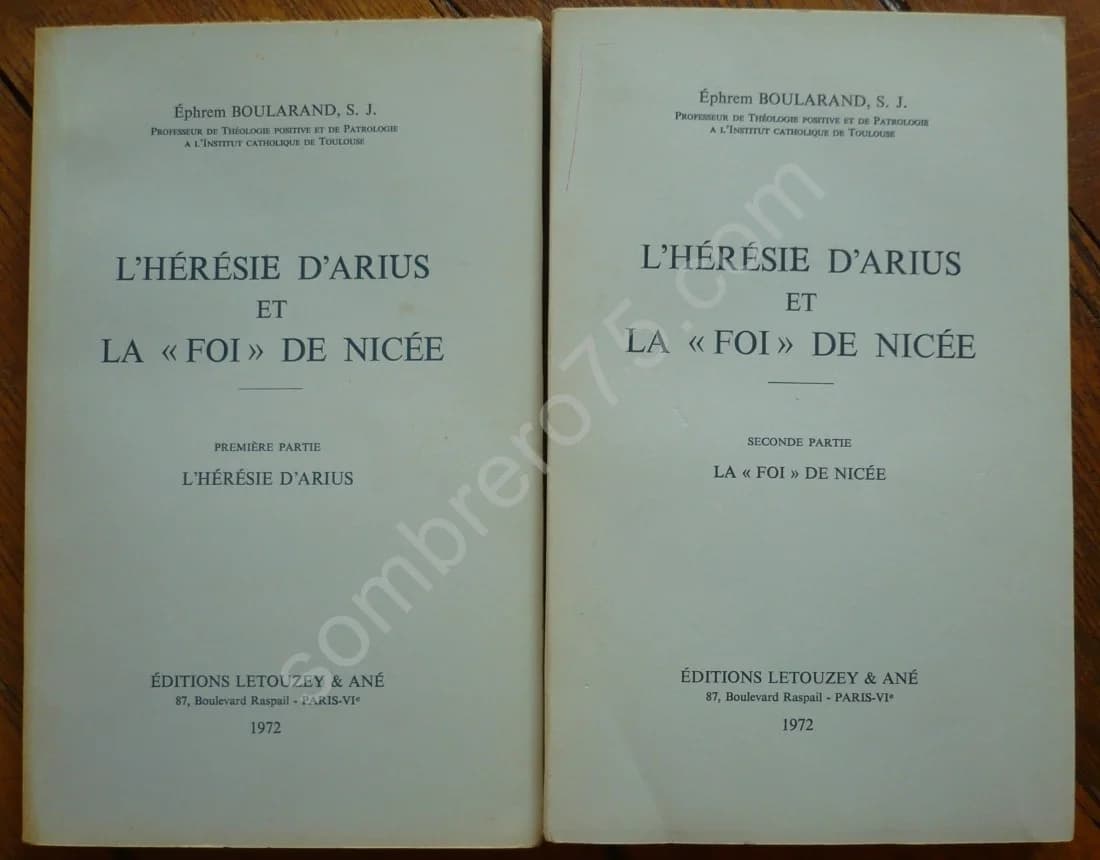 Éphrem BOULARAND, S. J.
PROFESSEUR DE THÉOLOGIE POSITIVE ET DE PATROLOGIE
A L'INSTITUT CATHOLIQUE DE TOULOUSE
L'HÉRÉSIE D'ARIUS
ET
LA « FOI » DE NICÉE
PREMIÈRE PARTIE
L'HÉRÉSIE D'ARIUS
ÉDITIONS LETOUZEY & ANÉ
87, Boulevard Raspail - PARIS-VIe
1972
Éphrem BOULARAND, S. J.
PROFESSEUR DE THÉOLOGIE POSITIVE ET DE PATROLOGIE
A L'INSTITUT CATHOLIQUE DE TOULOUSE
L'HÉRÉSIE D'ARIUS
ET
LA « FOI » DE NICÉE
SECONDE PARTIE
LA « FOI » DE NICÉE
ÉDITIONS LETOUZEY & ANÉ
87, Boulevard Raspail - PARIS-VIe
1972
sombrero75.com